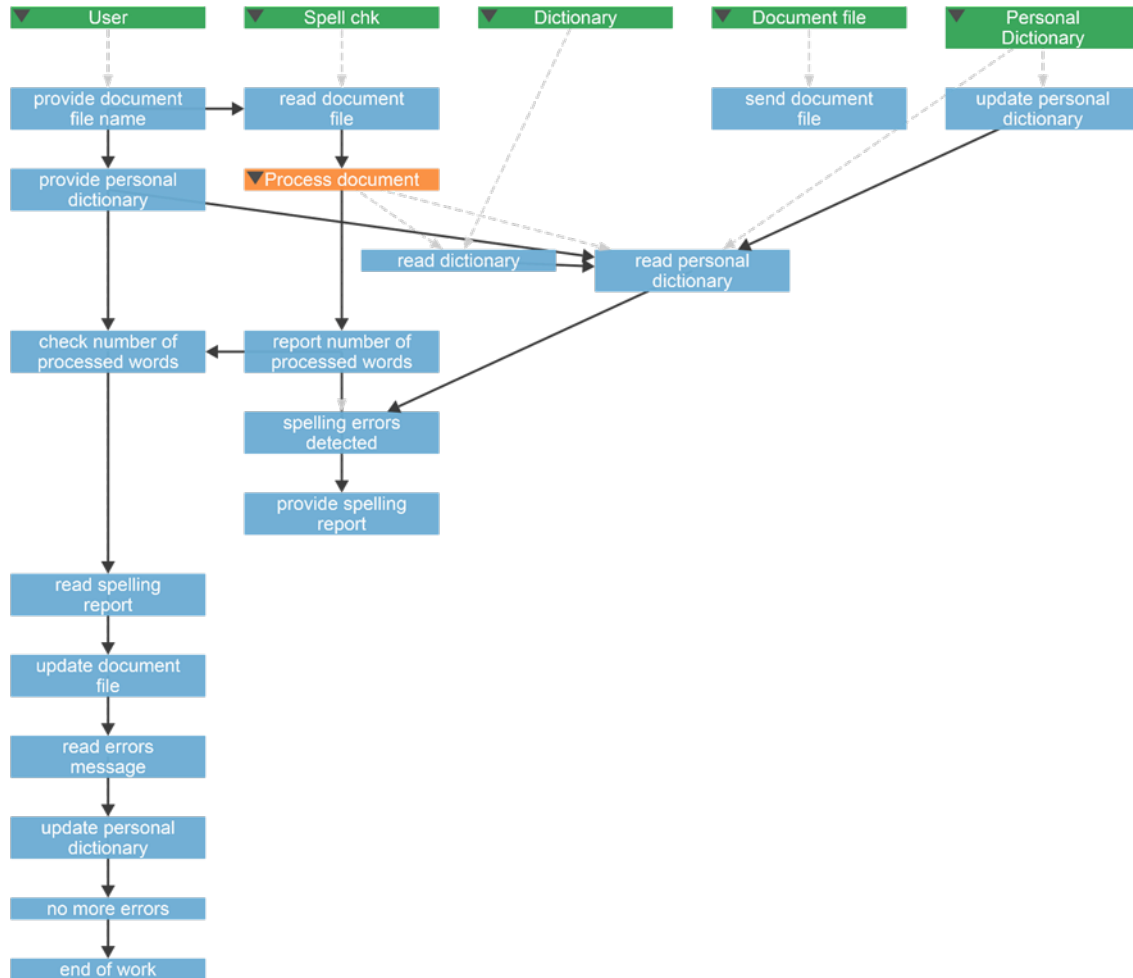 User
Spell chk
Dictionary
Document file
Personal
Dictionary
provide document
file name
read document
file
send document
file
update personal
dictionary
provide personal
dictionary
Process document
read dictionary
read personal
dictionary
check number of
processed words
report number of
processed words
spelling errors
detected
provide spelling
report
read spelling
report
update document
file
read errors
message
update personal
dictionary
no more errors
end of work